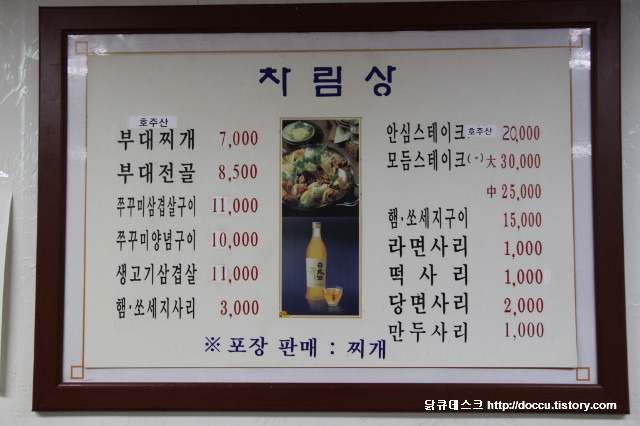 차림상
호주산
부대찌개 7,000
부대전골 8,500
쭈꾸미삼겹살구이 11,000
쭈꾸미양념구이 10,000
생고기삼겹살 11,000
햄·쏘세지사리 3,000
안심스테이크 호주산 20,000
모듬스테이크 大 30,000
中 25,000
햄·쏘세지구이 15,000
라면사리 1,000
떡사리 1,000
당면사리 2,000
만두사리 1,000
※ 포장 판매 : 찌개
닭큐데스크 http://doccu.tistory.com